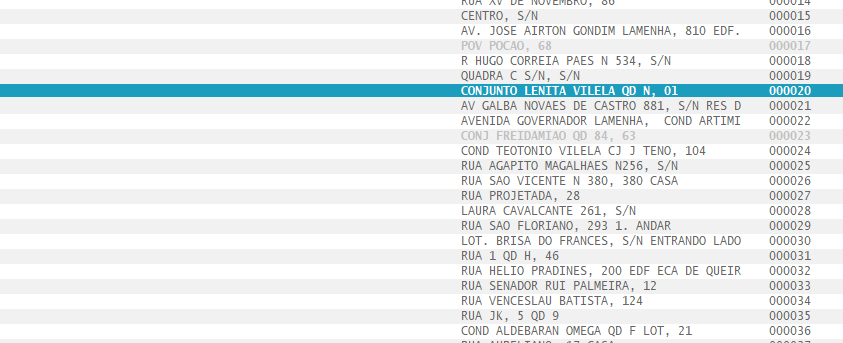 RUA XV DE NOVEMBRO, 86 000014
CENTRO, S/N 000015
AV. JOSE AIRTON GONDIM LAMENHA, 810 EDF. 000016
POV POCAO, 68 000017
R HUGO CORREIA PAES N 534, S/N 000018
QUADRA C S/N, S/N 000019
CONJUNTO LENITA VILELA QD N, 01 000020
AV GALBA NOVAES DE CASTRO 881, S/N RES D 000021
AVENIDA GOVERNADOR LAMENHA,  COND ARTIMI 000022
CONJ FREIDAMIAO QD 84, 63 000023
COND TEOTONIO VILELA CJ J TENO, 104 000024
RUA AGAPITO MAGALHAES N256, S/N 000025
RUA SAO VICENTE N 380, 380 CASA 000026
RUA PROJETADA, 28 000027
LAURA CAVALCANTE 261, S/N 000028
RUA SAO FLORIANO, 293 1. ANDAR 000029
LOT. BRISA DO FRANCES, S/N ENTRANDO LADO 000030
RUA 1 QD H, 46 000031
RUA HELIO PRADINES, 200 EDF ECA DE QUEIR 000032
RUA SENADOR RUI PALMEIRA, 12 000033
RUA VENCESLAU BATISTA, 124 000034
RUA JK, 5 QD 9 000035
COND ALDEBARAN OMEGA QD F LOT, 21 000036
RUA AURELIANO, 17 CASA 000037